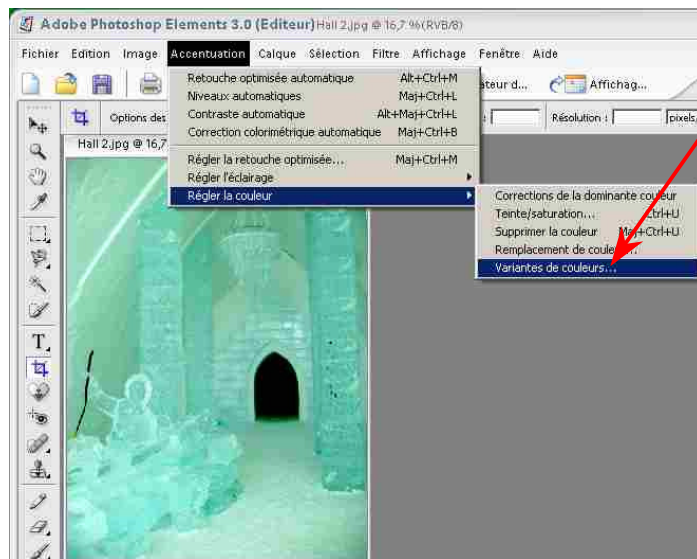 Adobe Photoshop Elements 3.0 (Editeur) Hall 2.jpg @ 16,7 %(RVB/8)
Fichier Edition Image Accentuation Calque Sélection Filtre Affichage Fenêtre Aide
ateur d... Affichag...
Options des : Résolution : pixels
Hall 2.jpg @ 16,7
Retouche optimisée automatique Alt+Ctrl+M
Niveaux automatiques Maj+Ctrl+L
Contraste automatique Alt+Maj+Ctrl+L
Correction colorimétrique automatique Maj+Ctrl+B
Régler la retouche optimisée... Maj+Ctrl+M
Régler l'éclairage
Régler la couleur
Corrections de la dominante couleur
Teinte/saturation... Ctrl+U
Supprimer la couleur Maj+Ctrl+U
Remplacement de coule
Variantes de couleurs...
T